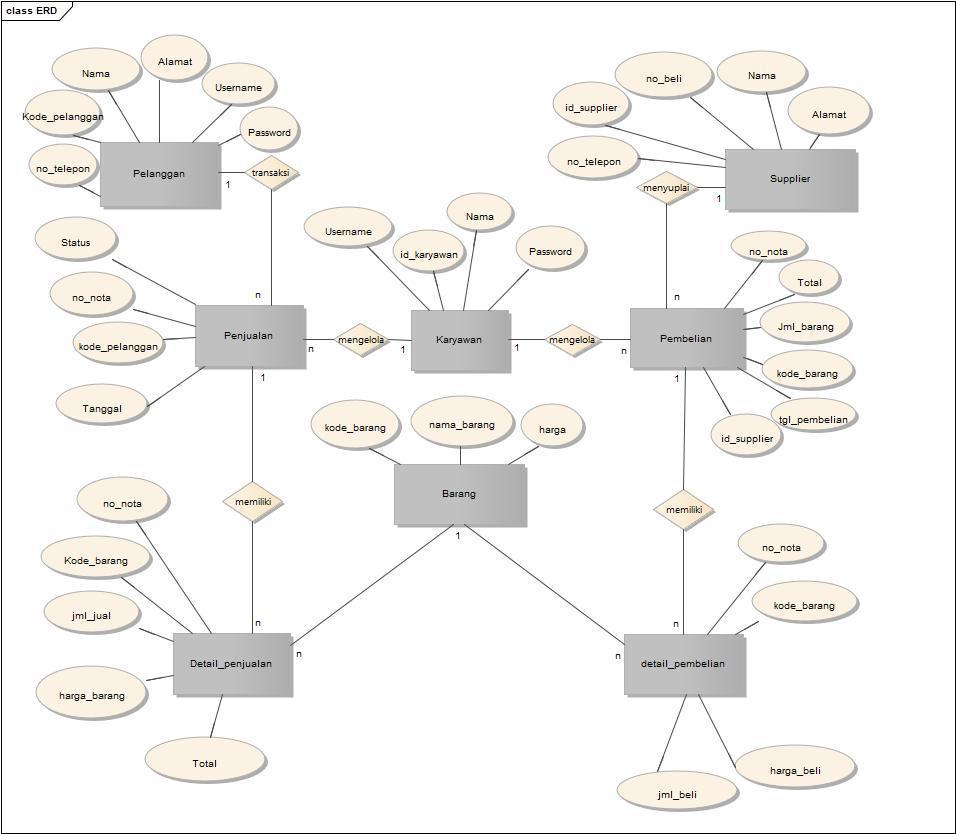 class ERD
Nama
Alamat
Username
Kode_pelanggan
Password
no_telepon
Pelanggan
1
transaksi
n
no_beli
Nama
id_supplier
Alamat
no_telepon
Supplier
menyuplai
1
n
Status
no_nota
kode_pelanggan
Tanggal
Penjualan
n
mengelola
1
1
Username
id_karyawan
Nama
Password
Karyawan
1
mengelola
n
no_nota
Total
Jml_barang
kode_barang
tgl_pembelian
id_supplier
Pembelian
1
kode_barang
nama_barang
harga
Barang
1
memiliki
n
memiliki
n
no_nota
Kode_barang
jml_jual
harga_barang
Total
Detail_penjualan
n
no_nota
kode_barang
n
detail_pembelian
jml_beli
harga_beli